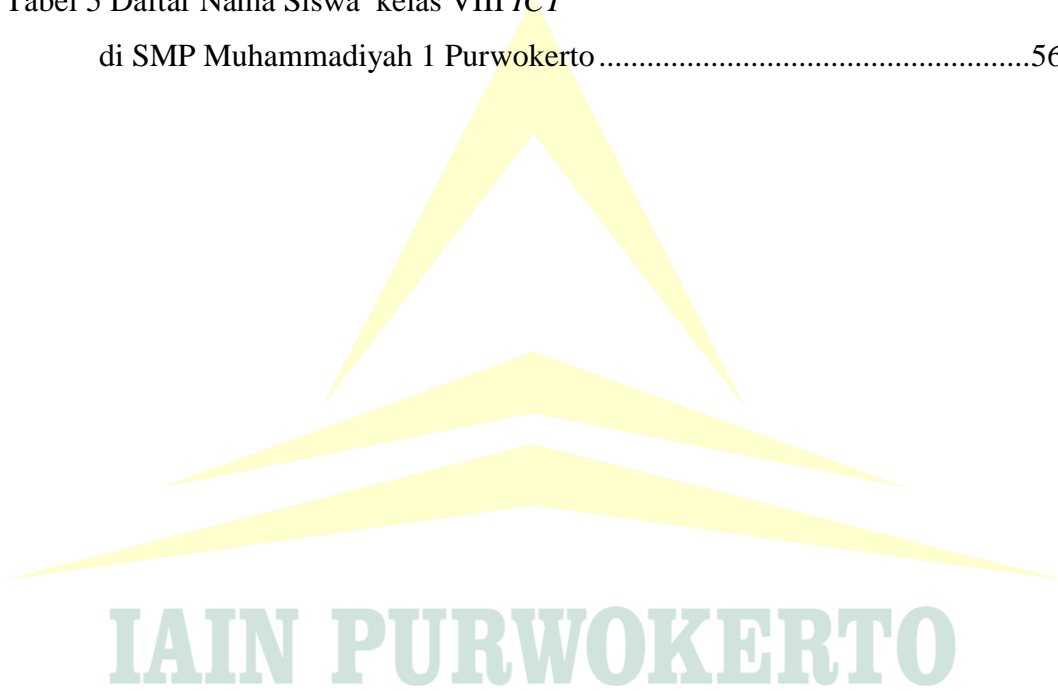 Tabel 5 Daftar Nama Siswa kelas VIII ICT
di SMP Muhammadiyah 1 Purwokerto................................................56
IAIN PURWOKERTO